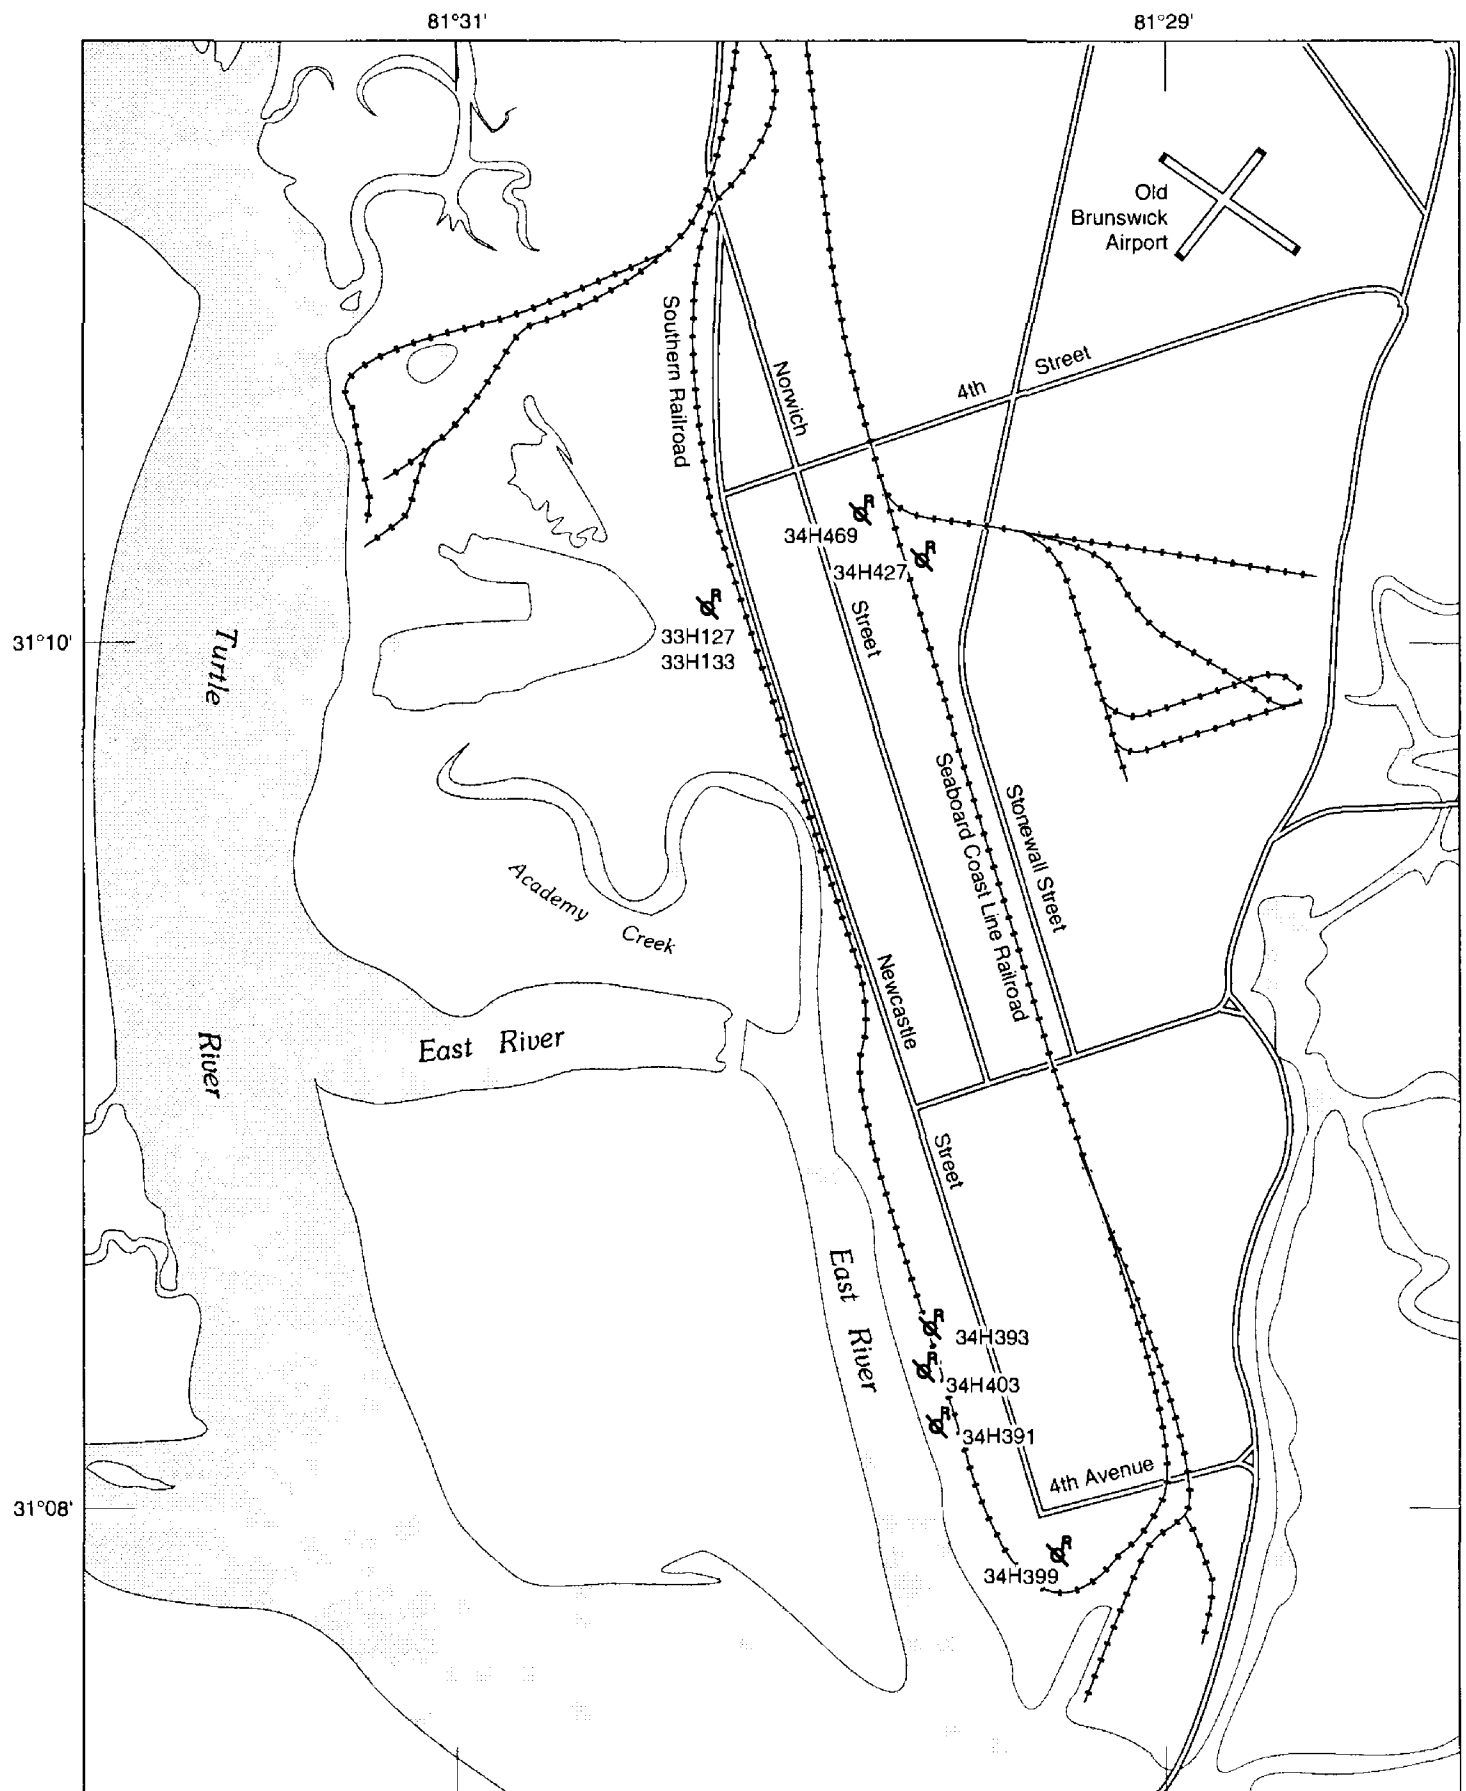 81°31'
81°29'
Old
Brunswick
Airport
Southern Railroad
Norwich
4th
Street
R
34H469
R
34H427
R
33H127
33H133
Street
31°10'
Turtle
Seaboard Coast Line Railroad
Stonewall Street
Academy
Creek
Newcastle
East River
River
Street
East River
R
34H393
R
34H403
R
34H391
4th Avenue
31°08'
R
34H399